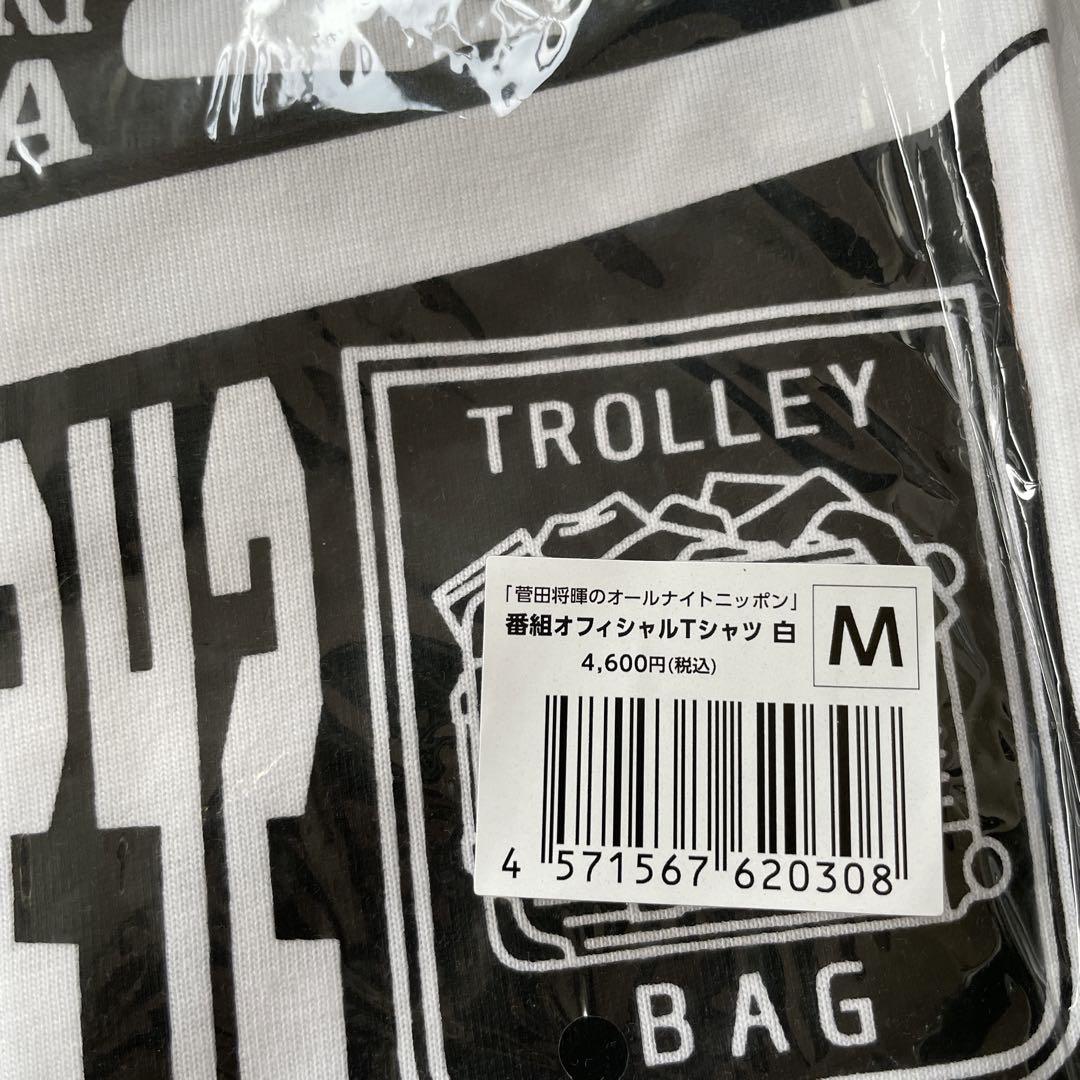 A
TROLLEY
「菅田将暉のオールナイトニッポン」
番組オフィシャルTシャツ 白
M
4,600円(税込)
4 571567 620308
BAG